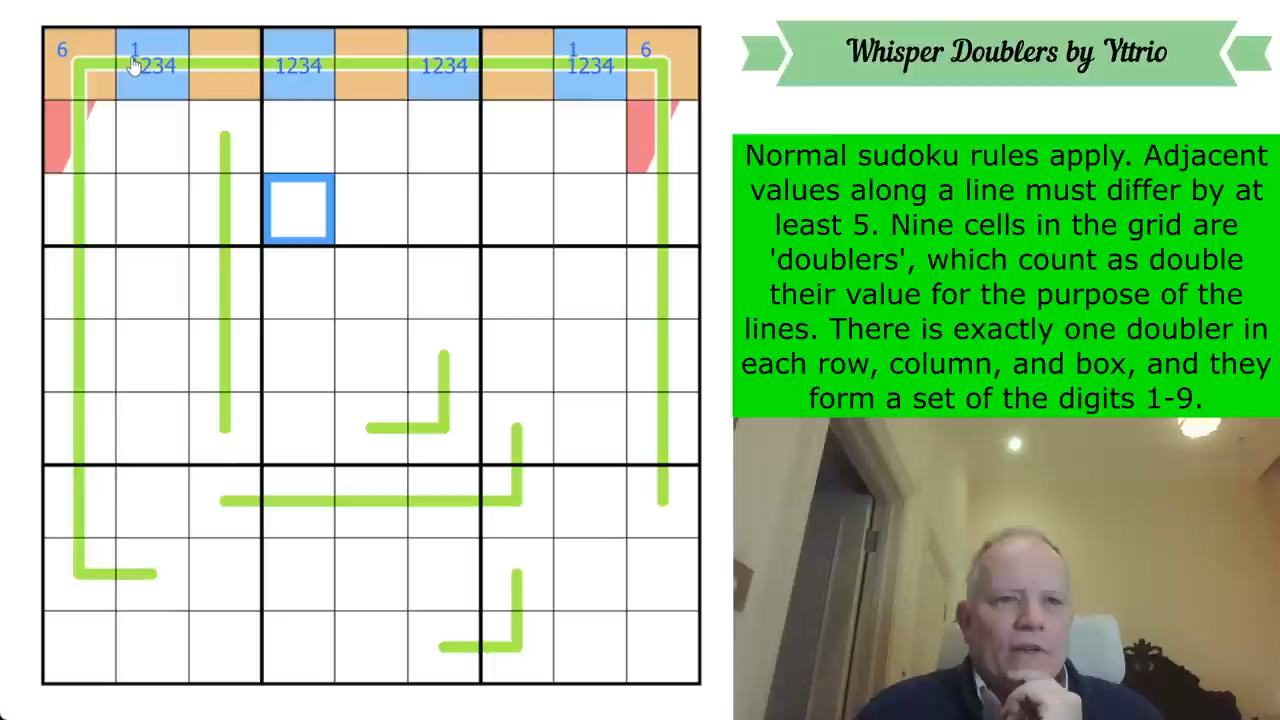 Whisper Doublers by Yttrio
6 1 1 6
1234 1234 1234 1234
Normal sudoku rules apply. Adjacent
values along a line must differ by at
least 5. Nine cells in the grid are
'doublers', which count as double
their value for the purpose of the
lines. There is exactly one doubler in
each row, column, and box, and they
form a set of the digits 1-9.